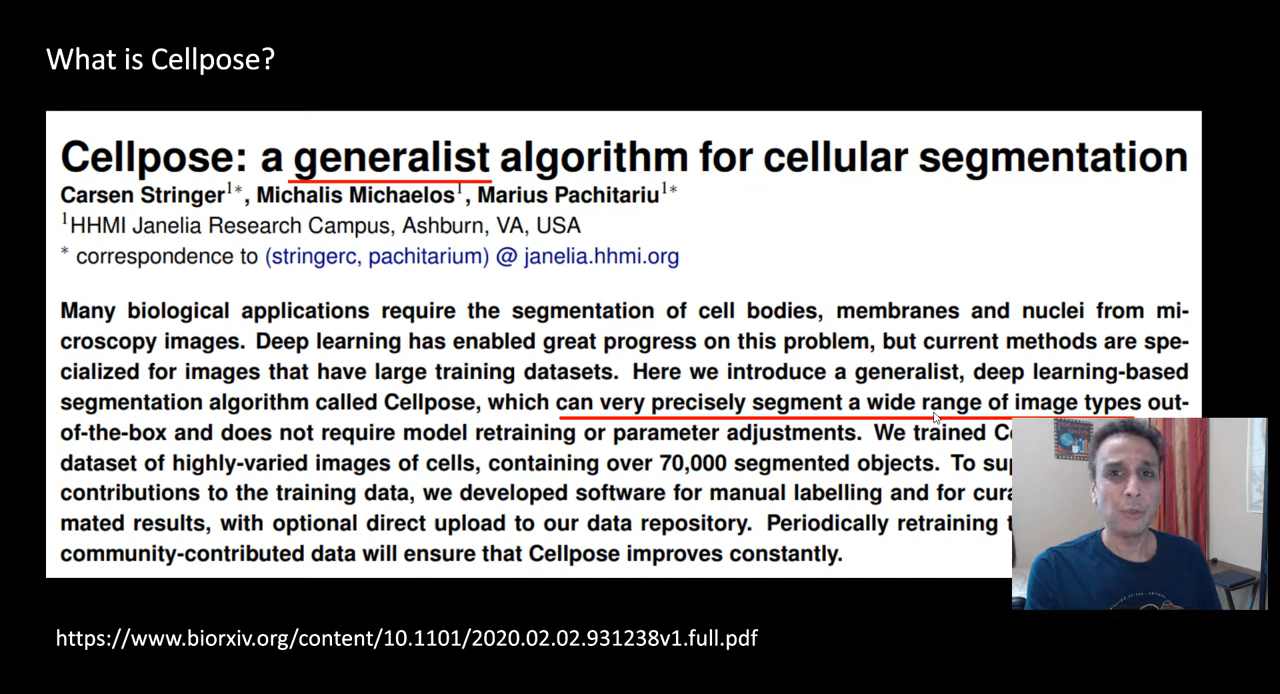 What is Cellpose?
Cellpose: a generalist algorithm for cellular segmentation
Carsen Stringer1*, Michalis Michaelos1, Marius Pachitariu1*
1HHMI Janelia Research Campus, Ashburn, VA, USA
* correspondence to (stringerc, pachitarium) @ janelia.hhmi.org
Many biological applications require the segmentation of cell bodies, membranes and nuclei from mi-
croscopy images. Deep learning has enabled great progress on this problem, but current methods are spe-
cialized for images that have large training datasets. Here we introduce a generalist, deep learning-based
segmentation algorithm called Cellpose, which can very precisely segment a wide range of image types out-
of-the-box and does not require model retraining or parameter adjustments. We trained
dataset of highly-varied images of cells, containing over 70,000 segmented objects. To
contributions to the training data, we developed software for manual labelling and for
mated results, with optional direct upload to our data repository. Periodically retraining
community-contributed data will ensure that Cellpose improves constantly.
https://www.biorxiv.org/content/10.1101/2020.02.02.931238v1.full.pdf